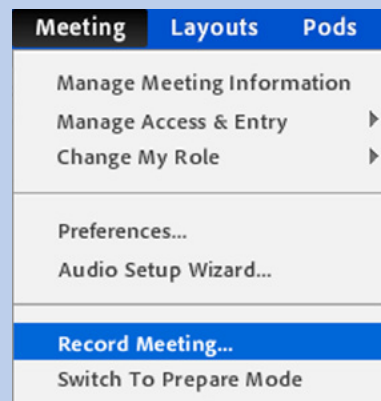 Meeting Layouts Pods
Manage Meeting Information
Manage Access & Entry
Change My Role
Preferences...
Audio Setup Wizard...
Record Meeting...
Switch To Prepare Mode